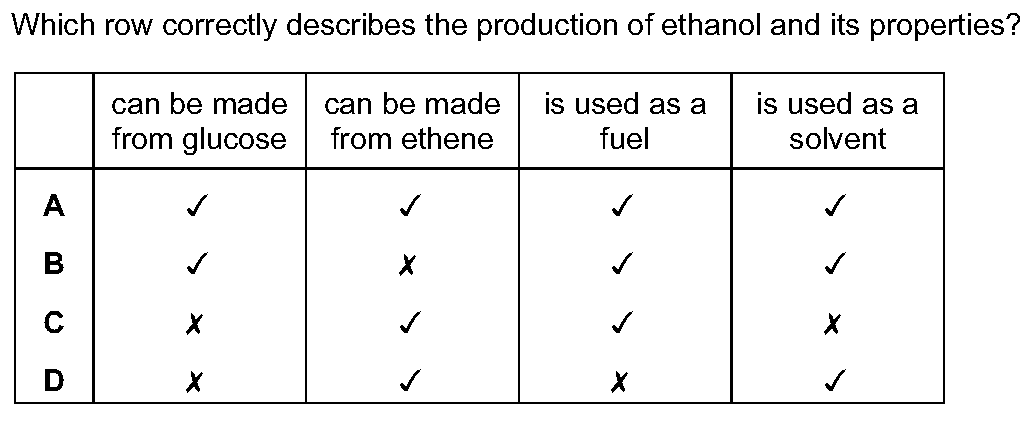 Which row correctly describes the production of ethanol and its properties?
can be made from glucose can be made from ethene is used as a fuel is used as a solvent
A ✓ ✓ ✓ ✓
B ✓ ✗ ✓ ✓
C ✗ ✓ ✓ ✗
D ✗ ✓ ✗ ✓